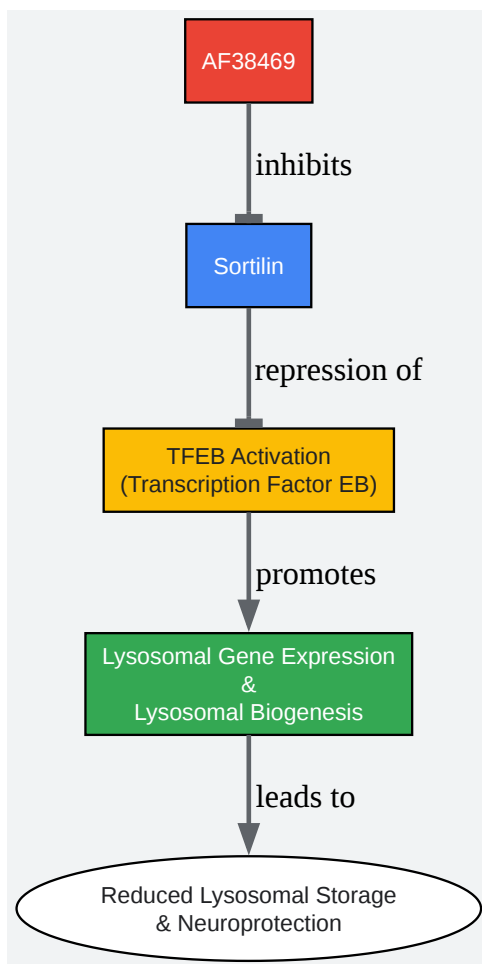 AF38469
inhibits
Sortilin
repression of
TFEB Activation
(Transcription Factor EB)
promotes
Lysosomal Gene Expression
&
Lysosomal Biogenesis
leads to
Reduced Lysosomal Storage
& Neuroprotection